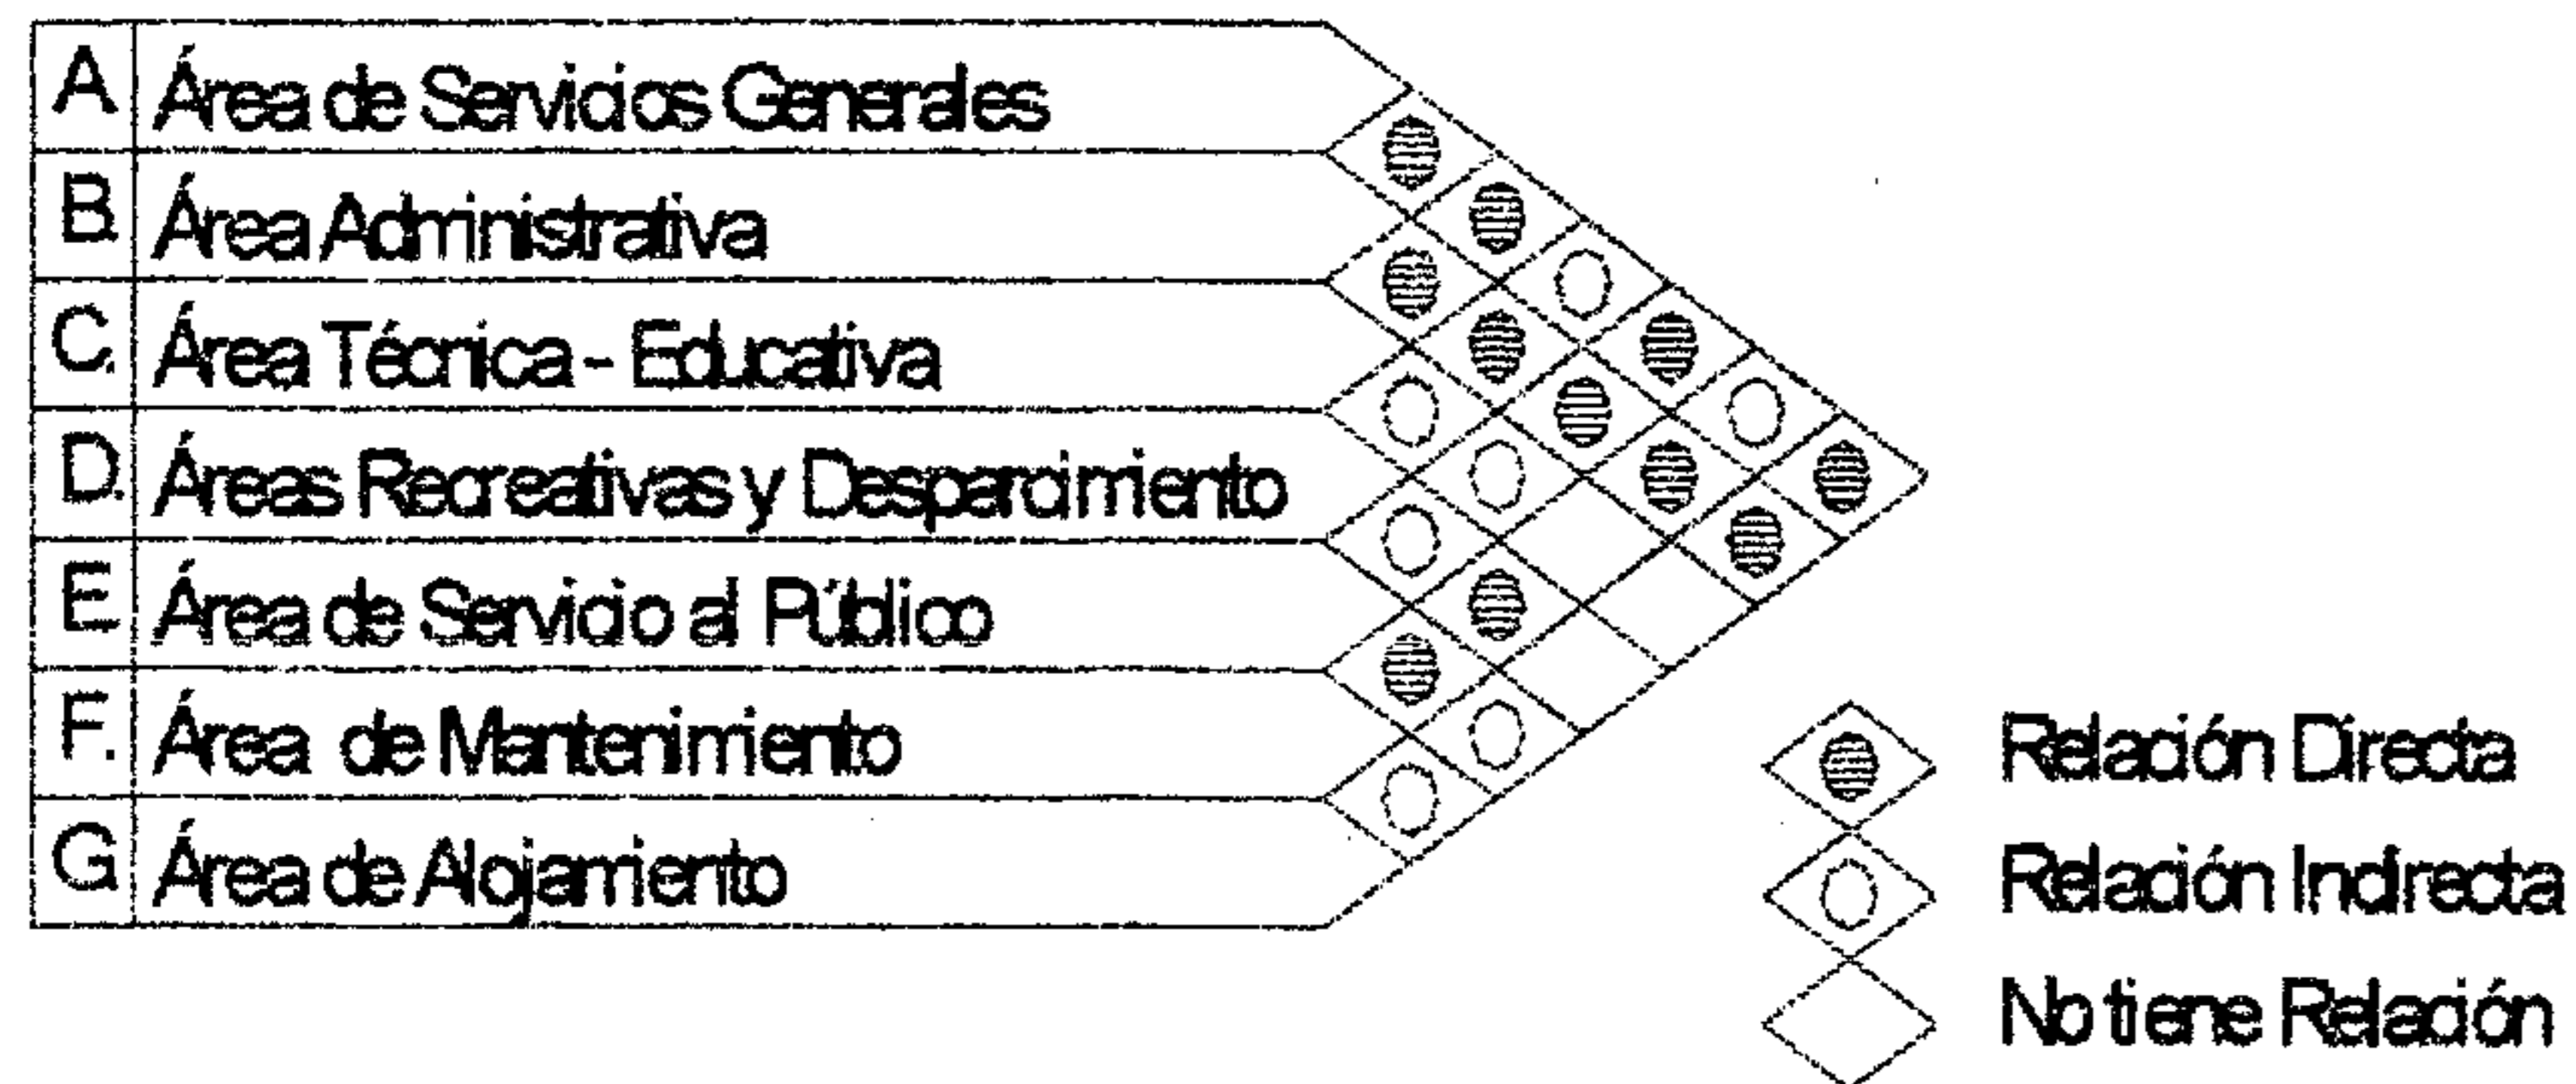 A Área de Servicios Generales
B. Área Administrativa
C. Área Técnica - Educativa
D. Áreas Recreativas y Desparcimiento
E Área de Servicio al Público
F. Área de Mantenimiento
G Área de Alojamiento
Relación Directa
Relación Indirecta
No tiene Relación